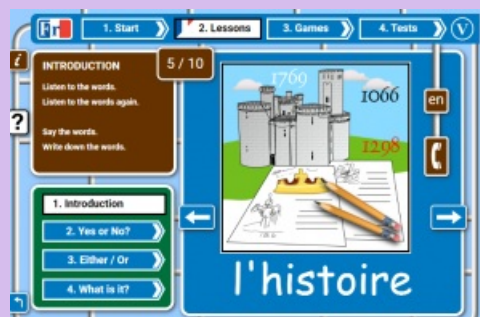 Fr
1. Start
2. Lessons
3. Games
4. Tests
V
i
INTRODUCTION
5 / 10
Listen to the words.
Listen to the words again.
Say the words.
Write down the words.
?
1769
1066
1298
en
1. Introduction
2. Yes or No?
3. Either / Or
4. What is it?
l'histoire